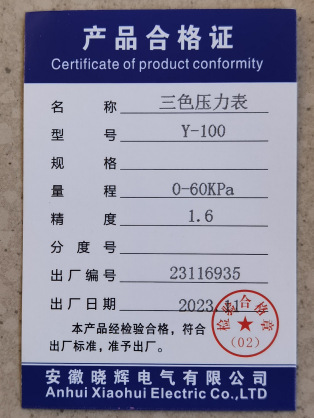 产品合格证
Certificate of product conformity
名 称 三色压力表
型 号 Y-100
规 格
量 程 0-60KPa
精 度 1.6
分 度 号
出厂编号 23116935
出厂日期 2023.11
本产品经检验合格，符合
出厂标准，准予出厂。
检验合格章
(02)
安徽晓辉电气有限公司
Anhui Xiaohui Electric Co.,LTD